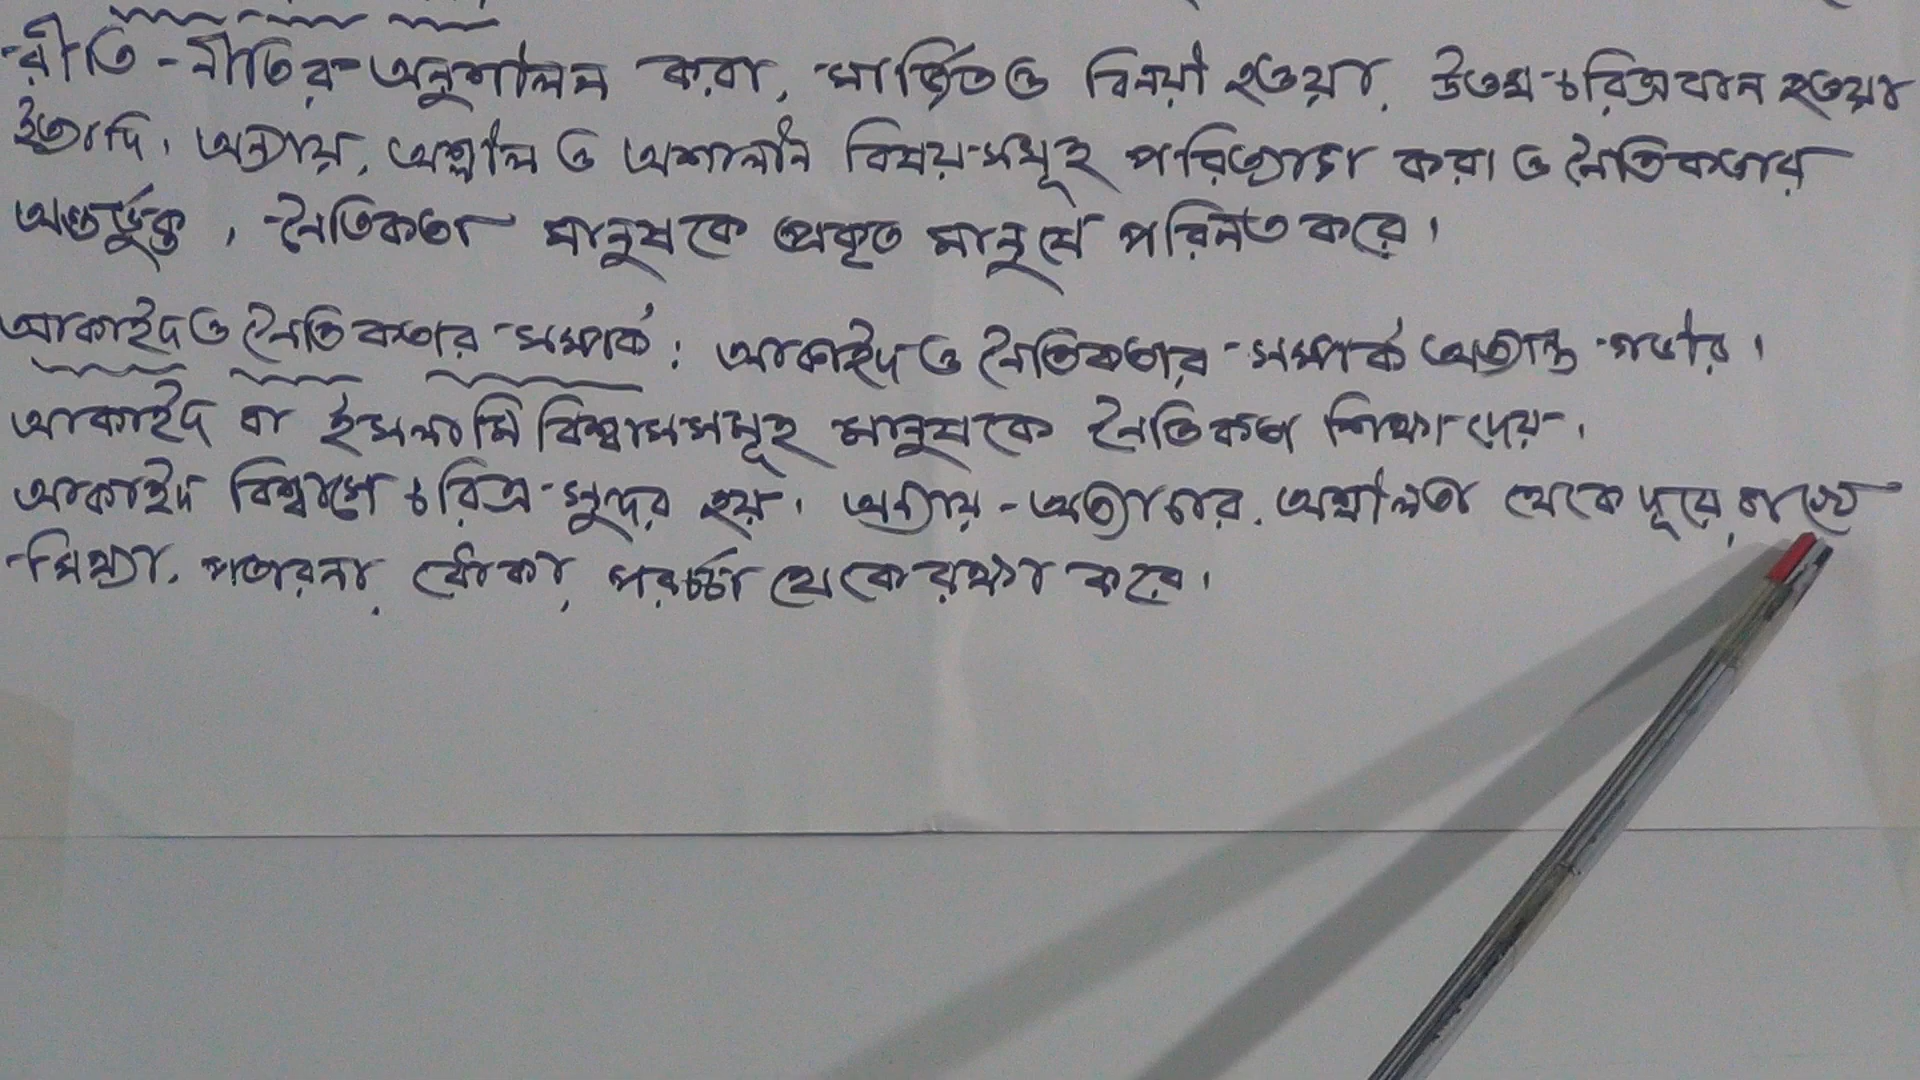 রীতি-নীতির অনুশীলন করা, মার্জিত ও বিনয়ী হওয়া, উত্তম চরিত্রবান হওয়া
ইত্যাদি। অন্যায়, অশ্লীল ও অশালীন বিষয়সমূহ পরিত্যাগ করা ও নৈতিকতার
অন্তর্ভুক্ত। নৈতিকতা মানুষকে প্রকৃত মানুষে পরিনত করে।
আকাইদ ও নৈতিকতার সম্পর্ক : আকাইদ ও নৈতিকতার সম্পর্ক অত্যন্ত গভীর।
আকাইদ বা ইসলামি বিশ্বাসসমূহ মানুষকে নৈতিকতা শিক্ষা দেয়।
আকাইদ বিশ্বাসে চরিত্র সুন্দর হয়। অন্যায়-অত্যাচার, অশ্লীলতা থেকে দূরে, রাখে
মিথ্যা, প্রতারনা, ধোঁকা, পরচর্চা থেকে রক্ষা করে।